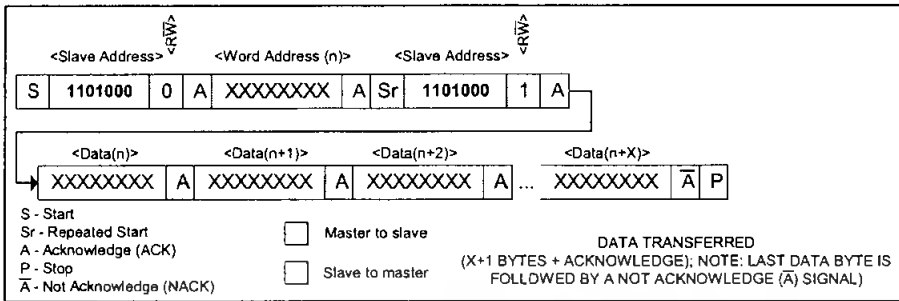 <Slave Address> <RW̅> <Word Address (n)> <Slave Address> <RW̅>
S 1101000 0 A XXXXXXXX A Sr 1101000 1 A
<Data(n)> <Data(n+1)> <Data(n+2)> <Data(n+X)>
XXXXXXXX A XXXXXXXX A XXXXXXXX A ... XXXXXXXX A̅ P
S - Start
Sr - Repeated Start
A - Acknowledge (ACK)
P - Stop
A̅ - Not Acknowledge (NACK)
Master to slave
Slave to master
DATA TRANSFERRED
(X+1 BYTES + ACKNOWLEDGE); NOTE: LAST DATA BYTE IS
FOLLOWED BY A NOT ACKNOWLEDGE (A̅) SIGNAL)